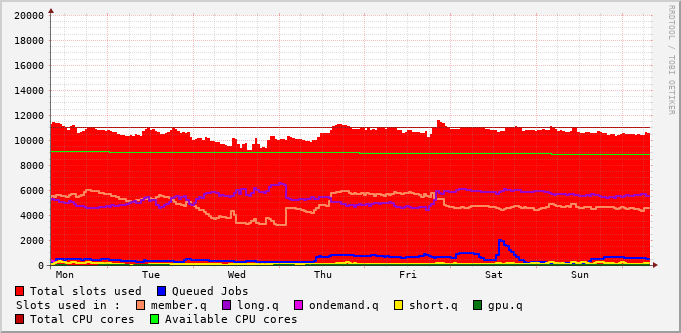 RRDTOOL / TOBI OETIKER
20000
18000
16000
14000
12000
10000
8000
6000
4000
2000
0
Mon Tue Wed Thu Fri Sat Sun
Total slots used Queued Jobs
Slots used in : member.q long.q ondemand.q short.q gpu.q
Total CPU cores Available CPU cores